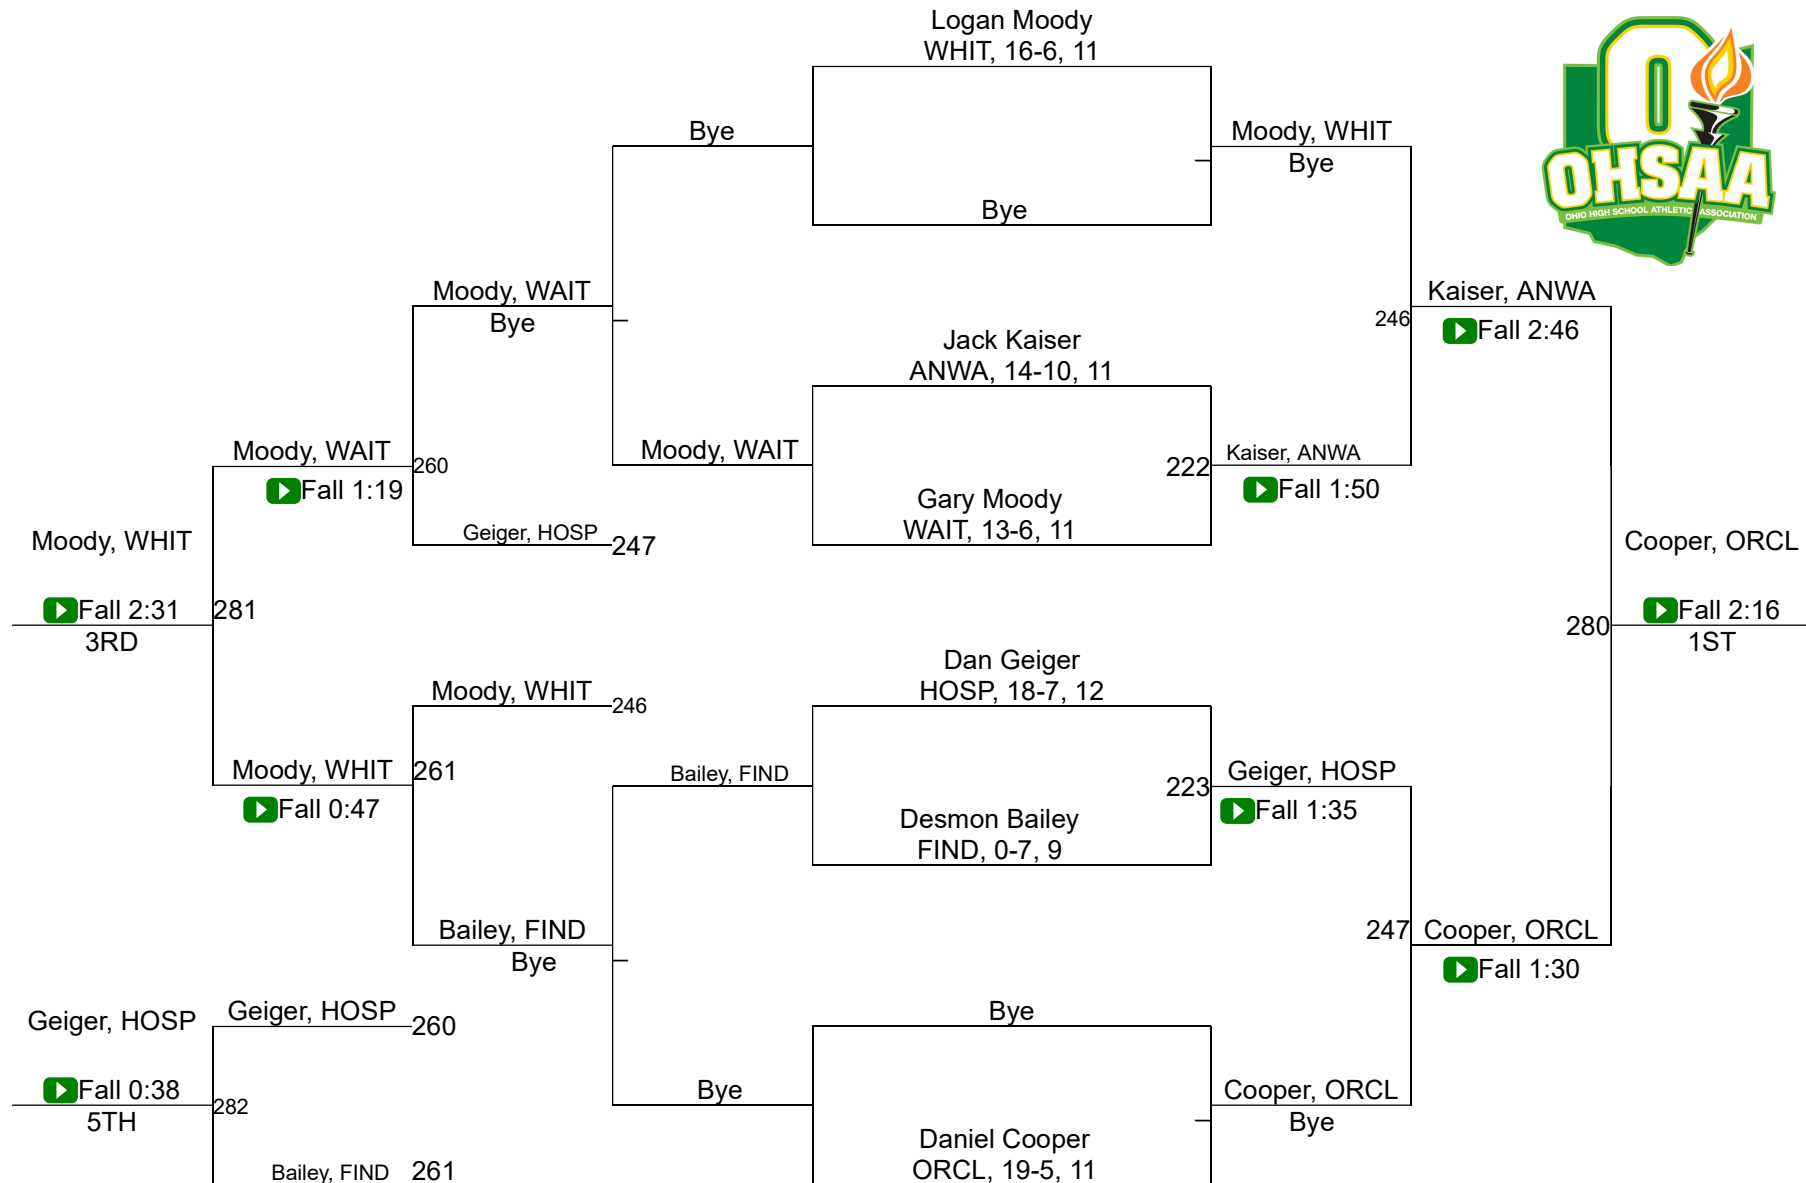 Logan Moody
WHIT, 16-6, 11
O
OHSAA
OHIO HIGH SCHOOL ATHLETIC ASSOCIATION
Bye
Moody, WHIT
Bye
Bye
Moody, WAIT
Bye
Kaiser, ANWA
246
Fall 2:46
Jack Kaiser
ANWA, 14-10, 11
Moody, WAIT
260
Fall 1:19
Moody, WAIT
222
Kaiser, ANWA
Fall 1:50
Gary Moody
WAIT, 13-6, 11
Geiger, HOSP
247
Moody, WHIT
Fall 2:31
281
3RD
Cooper, ORCL
280
Fall 2:16
1ST
Dan Geiger
HOSP, 18-7, 12
Moody, WHIT
246
Moody, WHIT
261
Fall 0:47
Bailey, FIND
223
Geiger, HOSP
Fall 1:35
Desmon Bailey
FIND, 0-7, 9
Bailey, FIND
Bye
247
Cooper, ORCL
Fall 1:30
Geiger, HOSP
Geiger, HOSP
260
Bye
Fall 0:38
282
5TH
Bye
Cooper, ORCL
Bye
Daniel Cooper
ORCL, 19-5, 11
Bailey, FIND
261